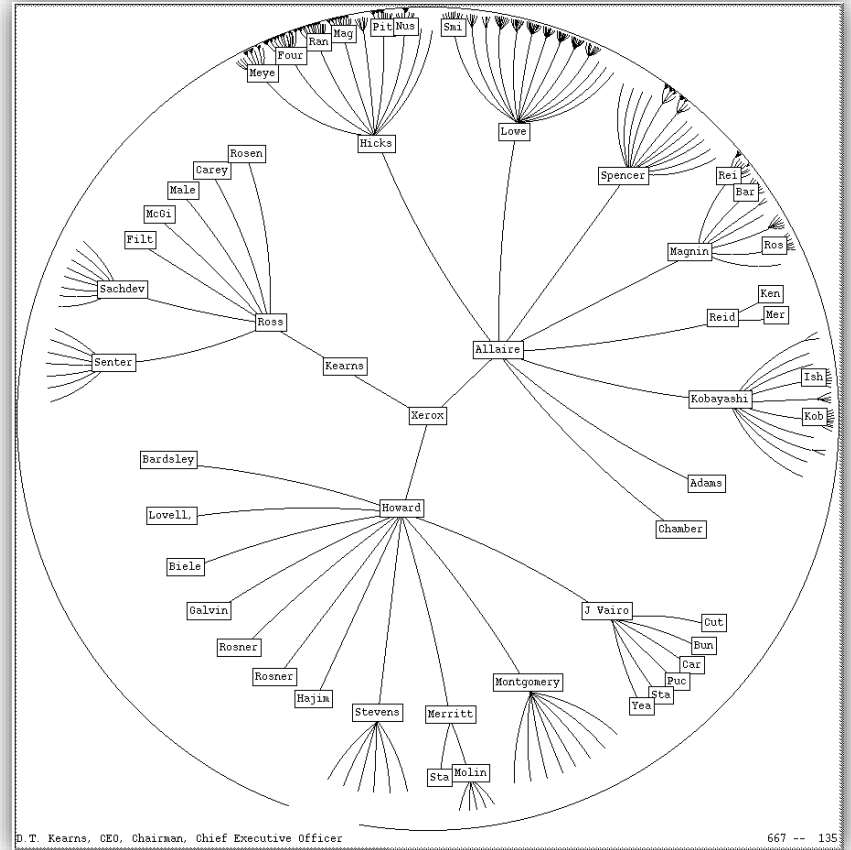 Pit Nus Smi
Mag
Ran
Four
Meye
Hicks Lowe
Rosen
Carey Spencer Rei
Male Bar
McGi
Filt Magnin Ros
Sachdev Ken
Ross Reid Mer
Allaire
Senter Kearns
Ish
Kobayashi
Xerox Kob
Bardsley
Adams
Howard
Lovell,
Chamber
Biele
Galvin J Vairo
Cut
Rosner Bun
Car
Rosner Montgomery Puc
Hajim Sta
Yea
Stevens Merritt
Sta Molin
D.T. Kearns, CEO, Chairman, Chief Executive Officer 667 -- 135